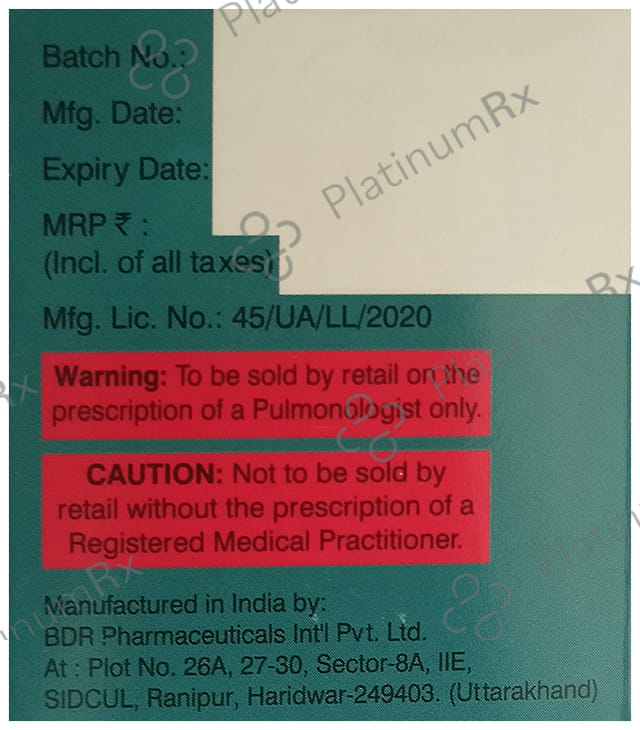 Batch No.:
Mfg. Date:
Expiry Date:
MRP ₹ :
(Incl. of all taxes)
Mfg. Lic. No.: 45/UA/LL/2020
Warning: To be sold by retail on the
prescription of a Pulmonologist only.
CAUTION: Not to be sold by
retail without the prescription of a
Registered Medical Practitioner.
Manufactured in India by:
BDR Pharmaceuticals Int'l Pvt. Ltd.
At : Plot No. 26A, 27-30, Sector-8A, IIE,
SIDCUL, Ranipur, Haridwar-249403. (Uttarakhand)
PlatinumRx
PlatinumRx